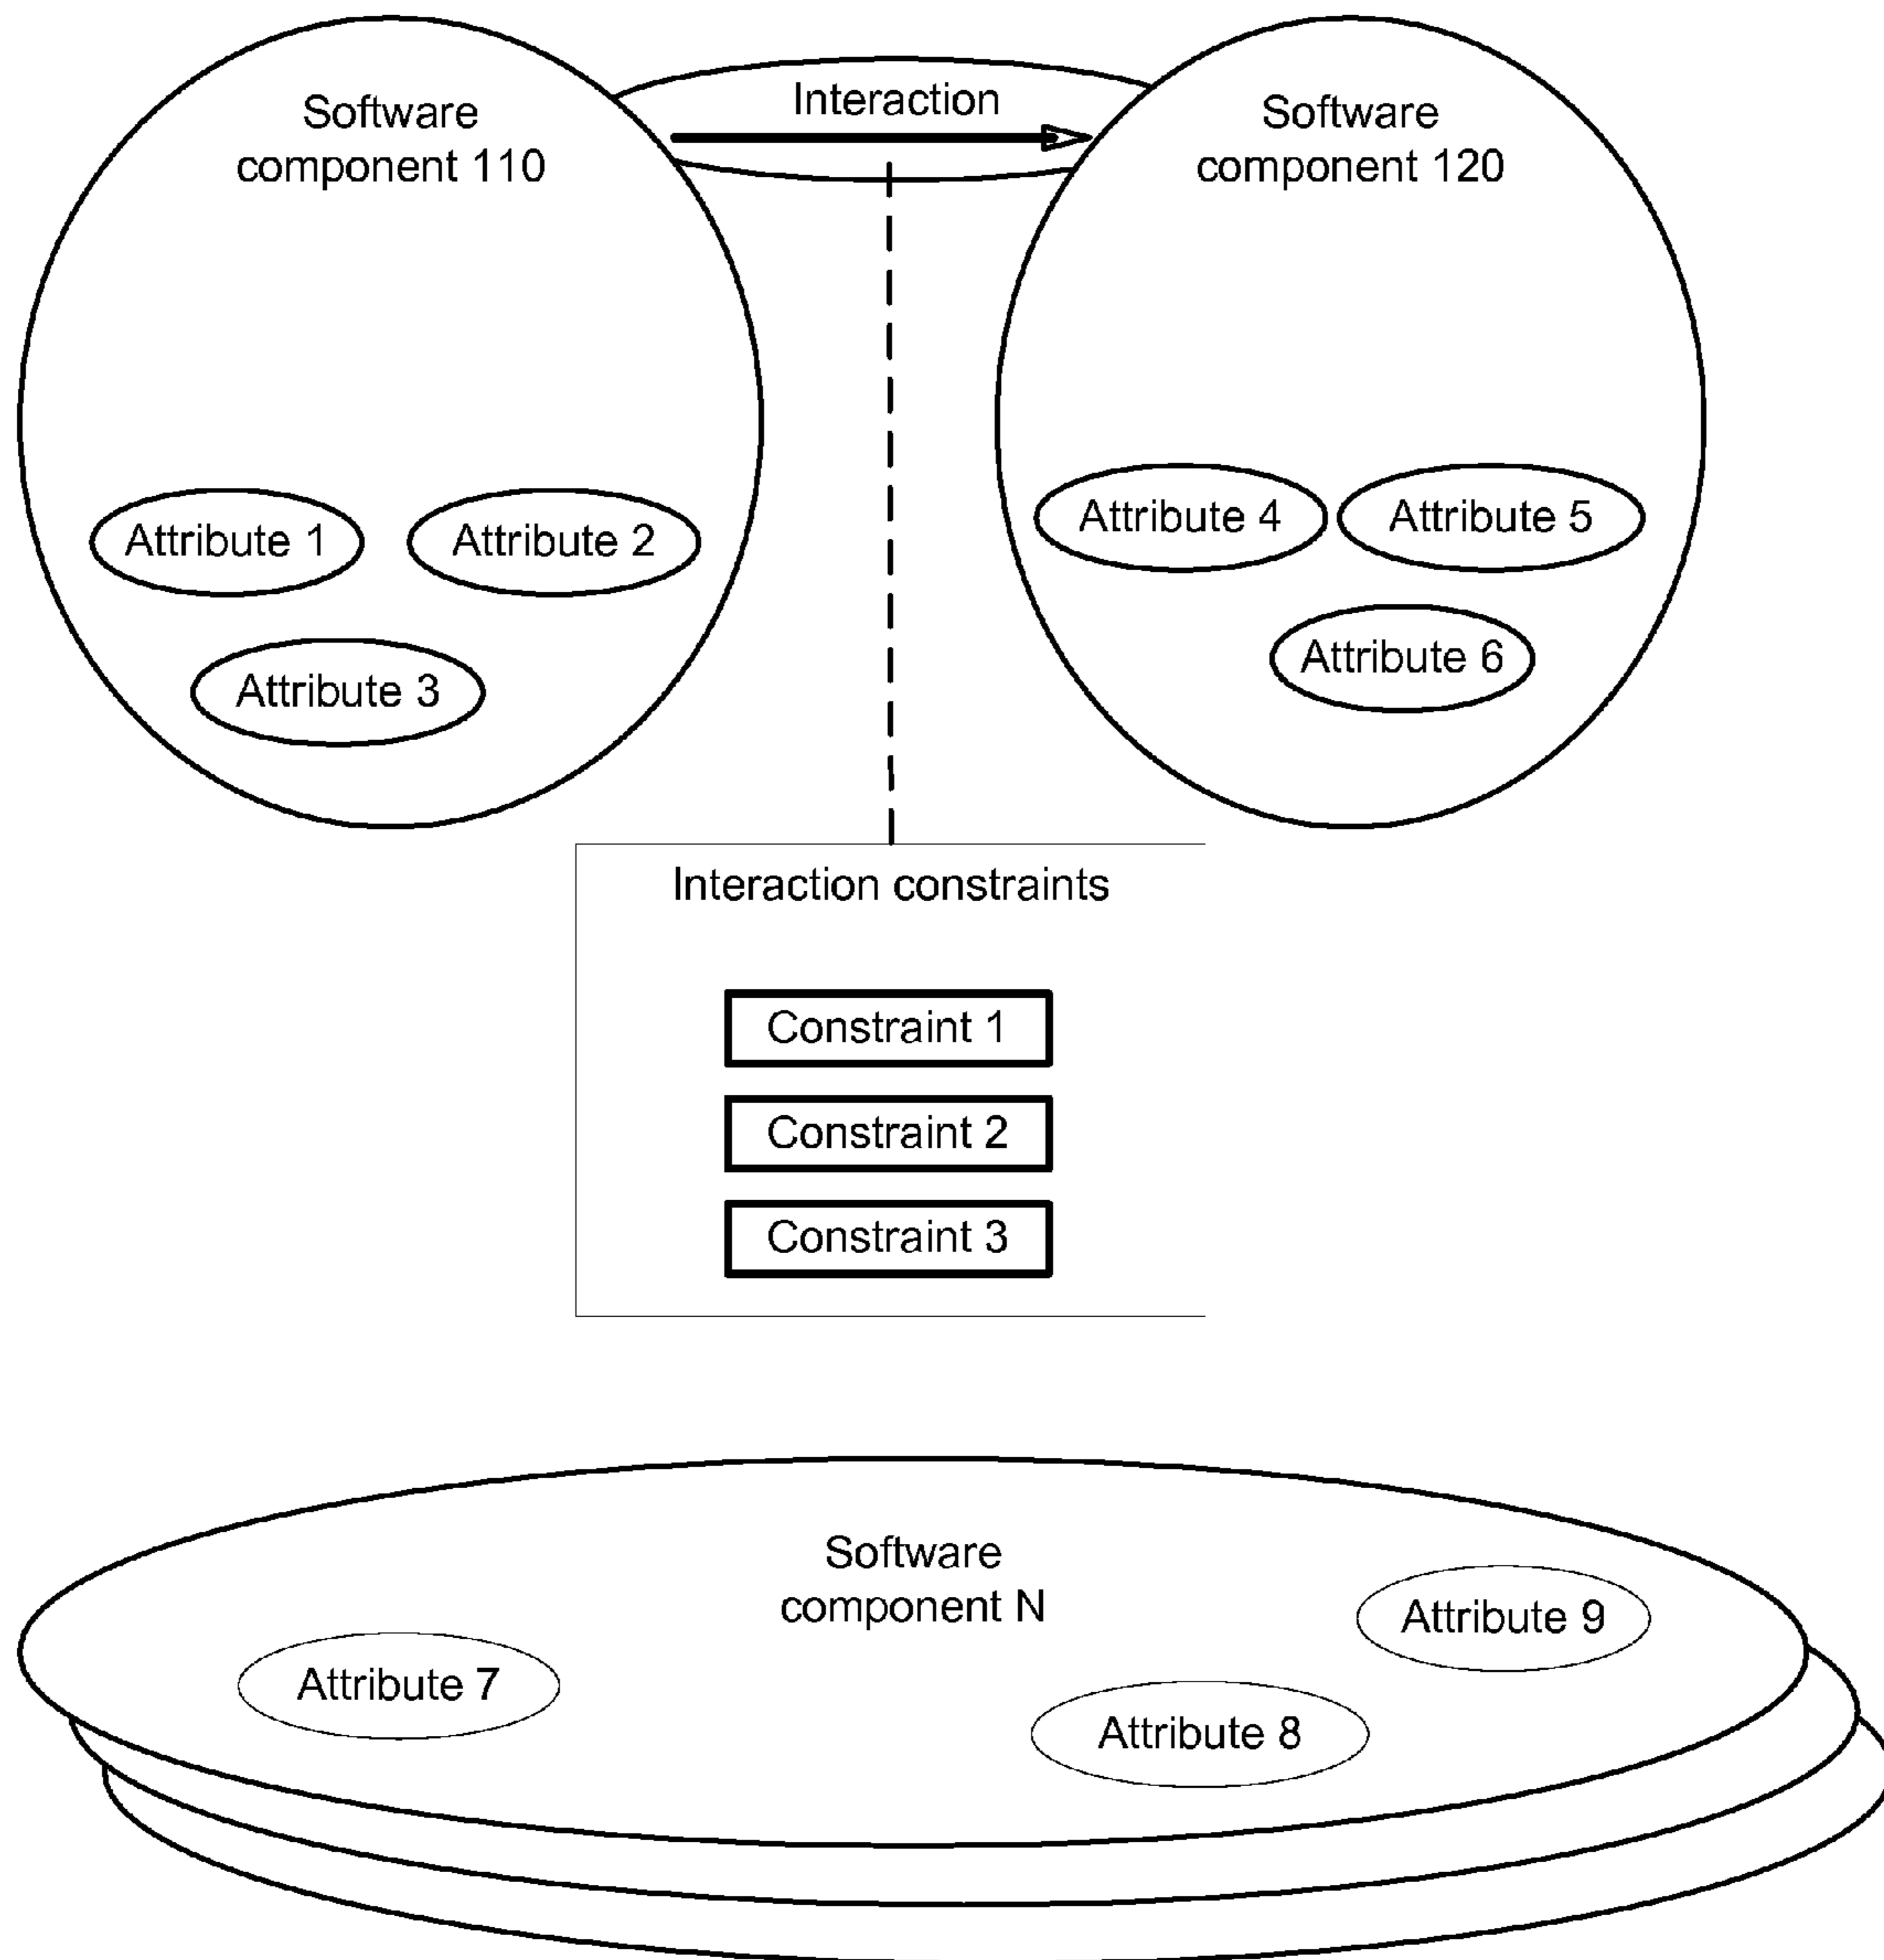 Software
component 110
Interaction
Software
component 120
Attribute 1
Attribute 2
Attribute 3
Attribute 4
Attribute 5
Attribute 6
Interaction constraints
Constraint 1
Constraint 2
Constraint 3
Software
component N
Attribute 7
Attribute 8
Attribute 9